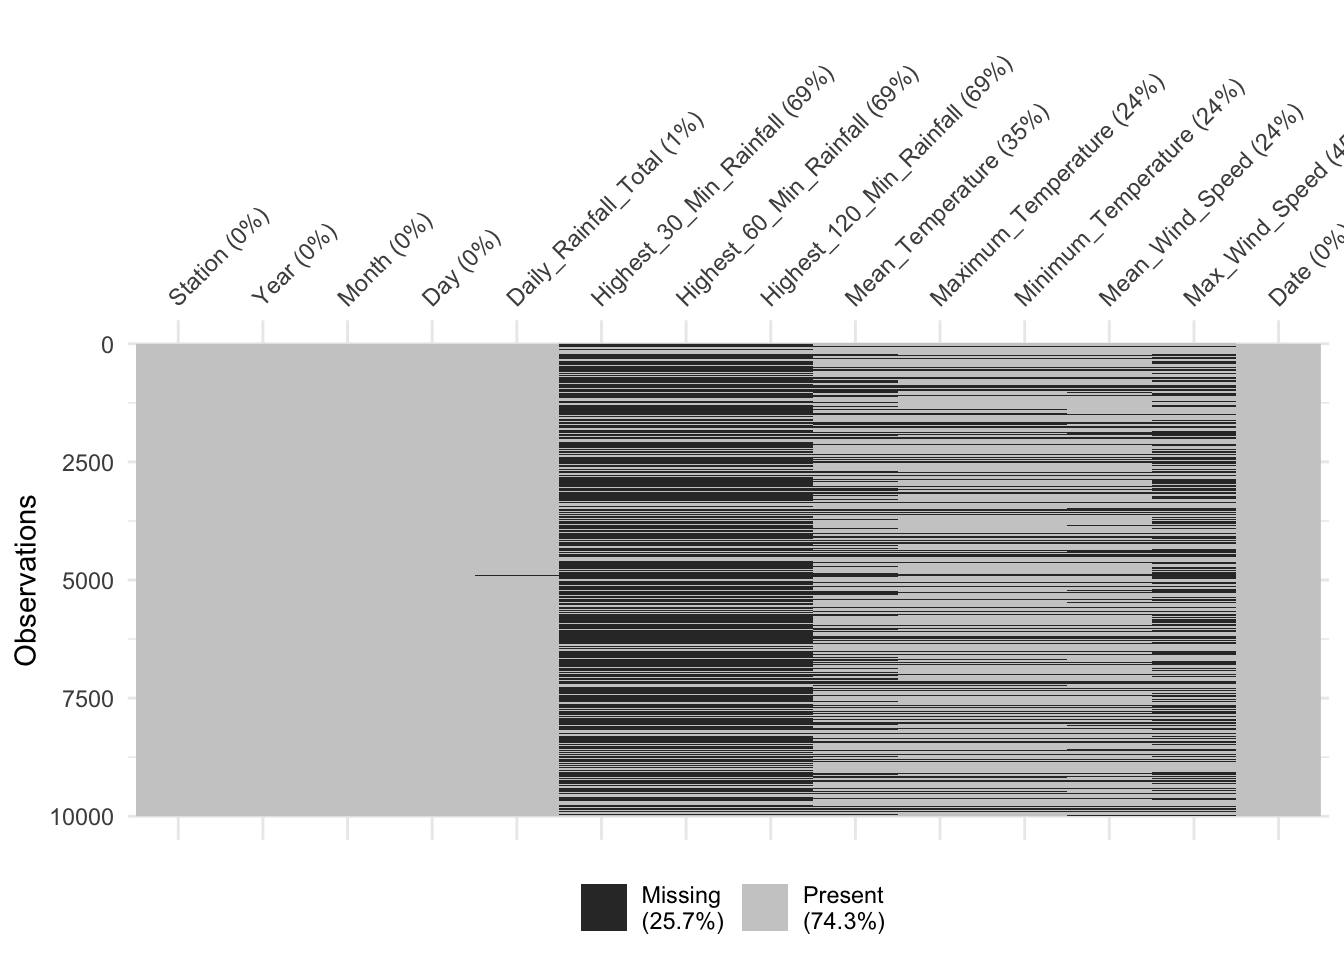 Station (0%)
Year (0%)
Month (0%)
Day (0%)
Daily_Rainfall_Total (1%)
Highest_30_Min_Rainfall (69%)
Highest_60_Min_Rainfall (69%)
Highest_120_Min_Rainfall (69%)
Mean_Temperature (35%)
Maximum_Temperature (24%)
Minimum_Temperature (24%)
Mean_Wind_Speed (24%)
Max_Wind_Speed
Date (0%
0
2500
5000
7500
10000
Observations
Missing
(25.7%)
Present
(74.3%)